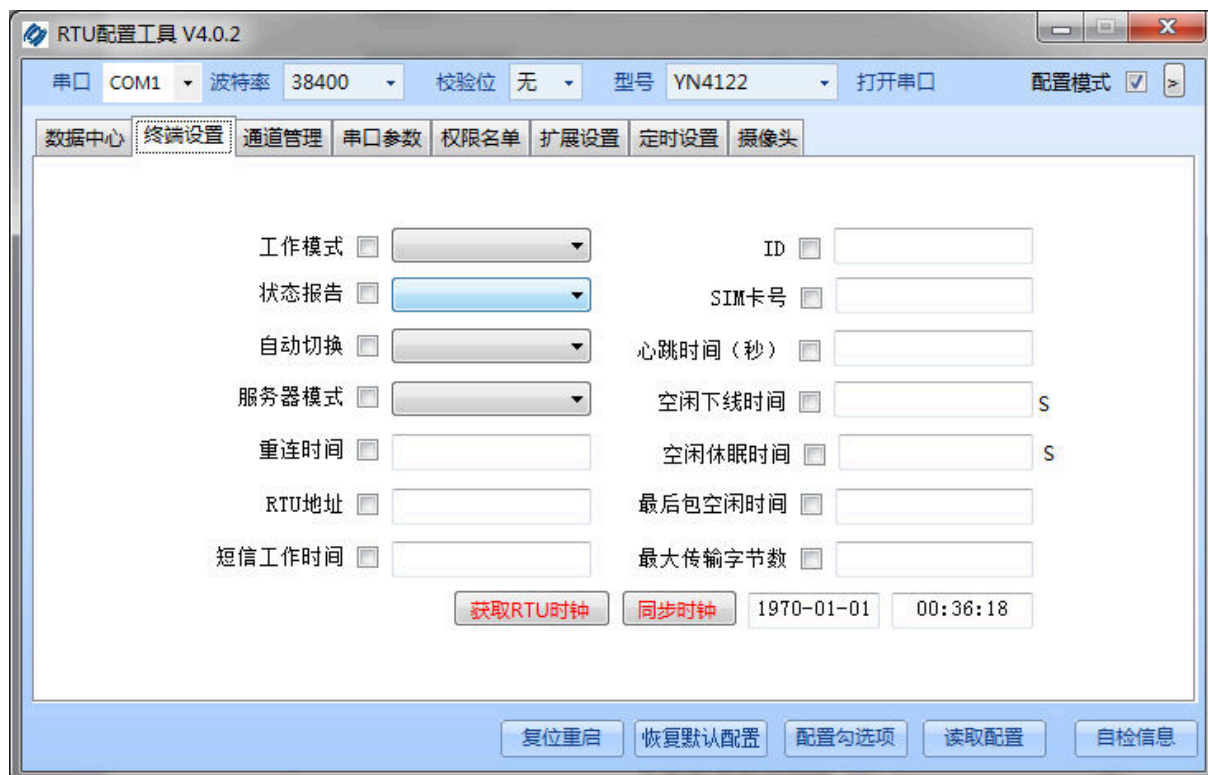 RTU配置工具 V4.0.2
串口 COM1 波特率 38400 校验位 无 型号 YN4122 打开串口 配置模式 >
数据中心 终端设置 通道管理 串口参数 权限名单 扩展设置 定时设置 摄像头
工作模式 ID
状态报告 SIM卡号
自动切换 心跳时间（秒）
服务器模式 空闲下线时间 S
重连时间 空闲休眠时间 S
RTU地址 最后包空闲时间
短信工作时间 最大传输字节数
获取RTU时钟 同步时钟 1970-01-01 00:36:18
复位重启 恢复默认配置 配置勾选项 读取配置 自检信息